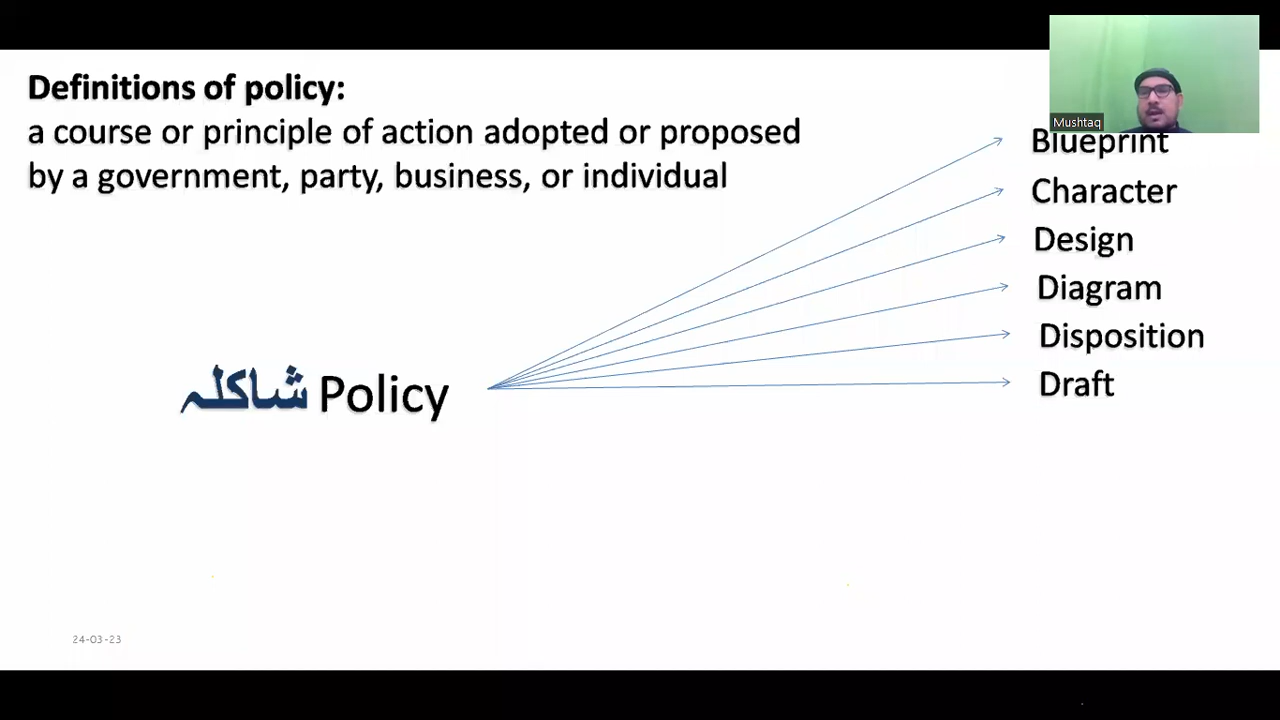 Definitions of policy:
a course or principle of action adopted or proposed
by a government, party, business, or individual
Mushtaq
Blueprint
Character
Design
Diagram
Disposition
Draft
شاکلہ Policy
24-03-23